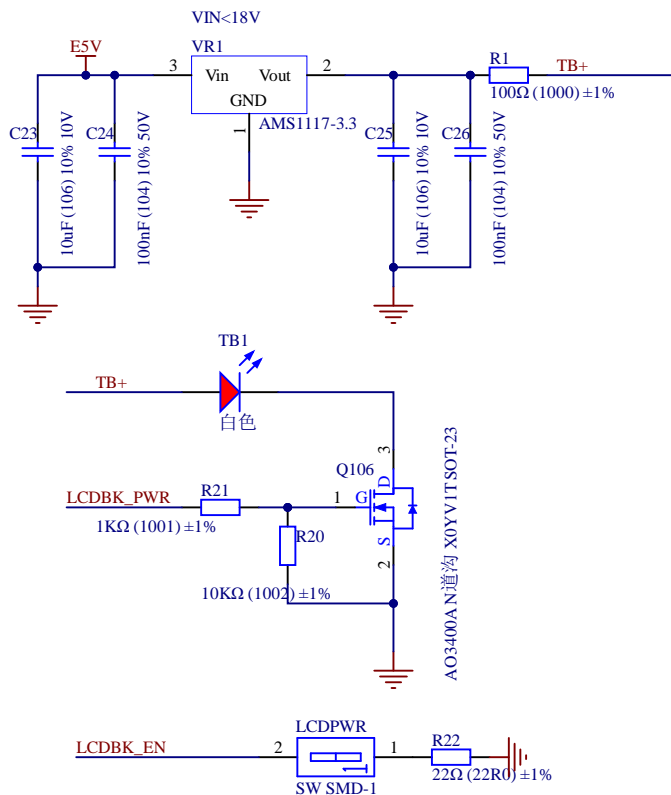 VIN<18V
E5V
VR1
3
Vin
Vout
2
GND
1
AMS1117-3.3
R1
100Ω (1000) ±1%
TB+
C23
10uF (106) 10% 10V
C24
100nF (104) 10% 50V
C25
10uF (106) 10% 10V
C26
100nF (104) 10% 50V
TB1
TB+
白色
Q106
3
D
1
G
S
2
AO3400A N道沟 X0YV1T SOT-23
LCDBK_PWR
R21
1KΩ (1001) ±1%
R20
10KΩ (1002) ±1%
LCDPWR
LCDBK_EN
2
1
SW SMD-1
R22
22Ω (22R0) ±1%